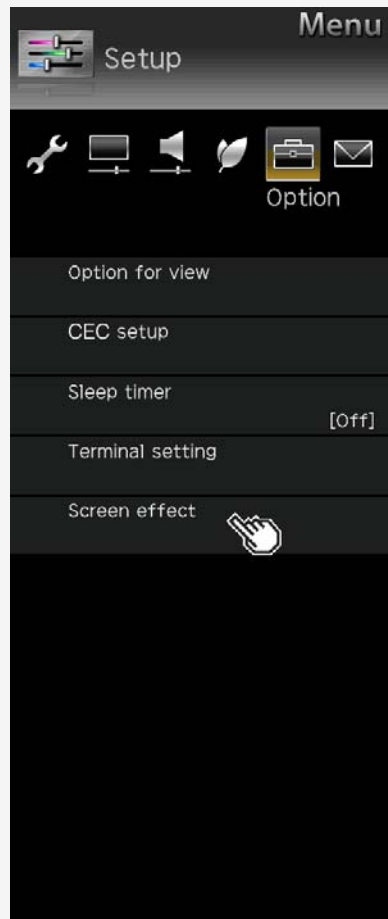 Menu
Setup
Option
Option for view
CEC setup
Sleep timer
[Off]
Terminal setting
Screen effect